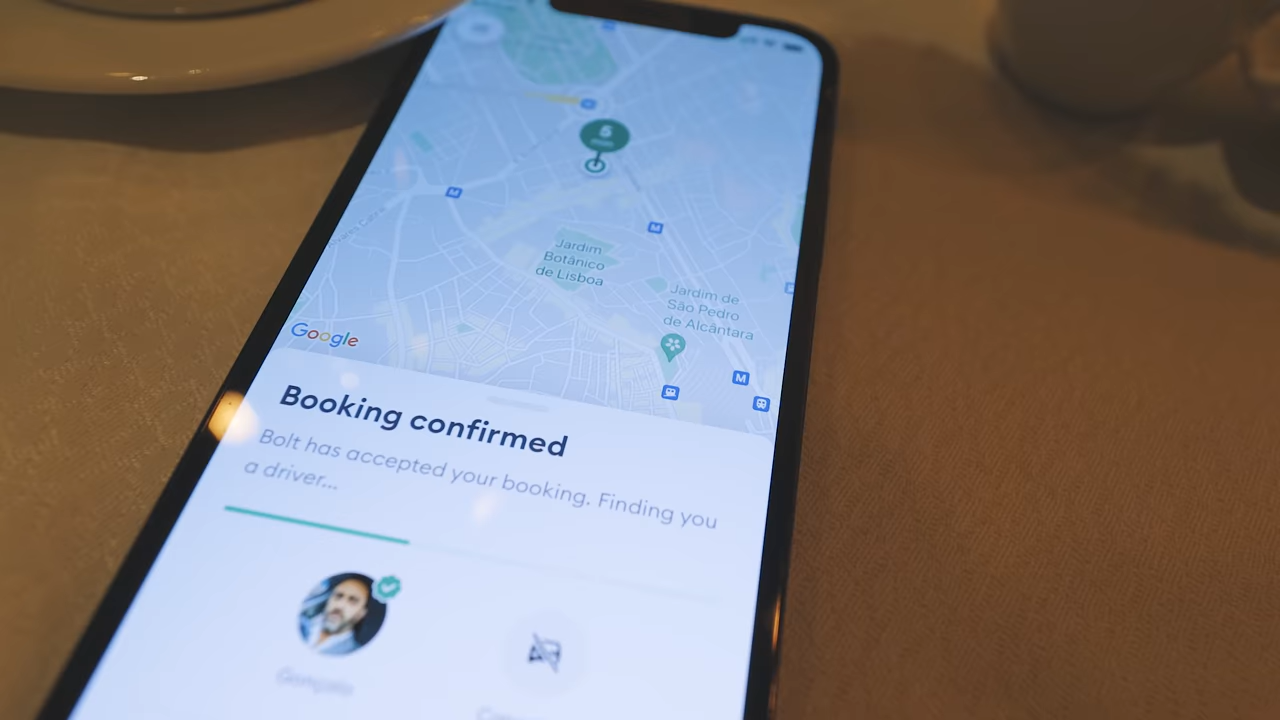 5
M
M
Jardim
Botânico
de Lisboa
Jardim de
São Pedro
de Alcântara
Google
M
Booking confirmed
Bolt has accepted your booking. Finding you
a driver...
Gonçalo